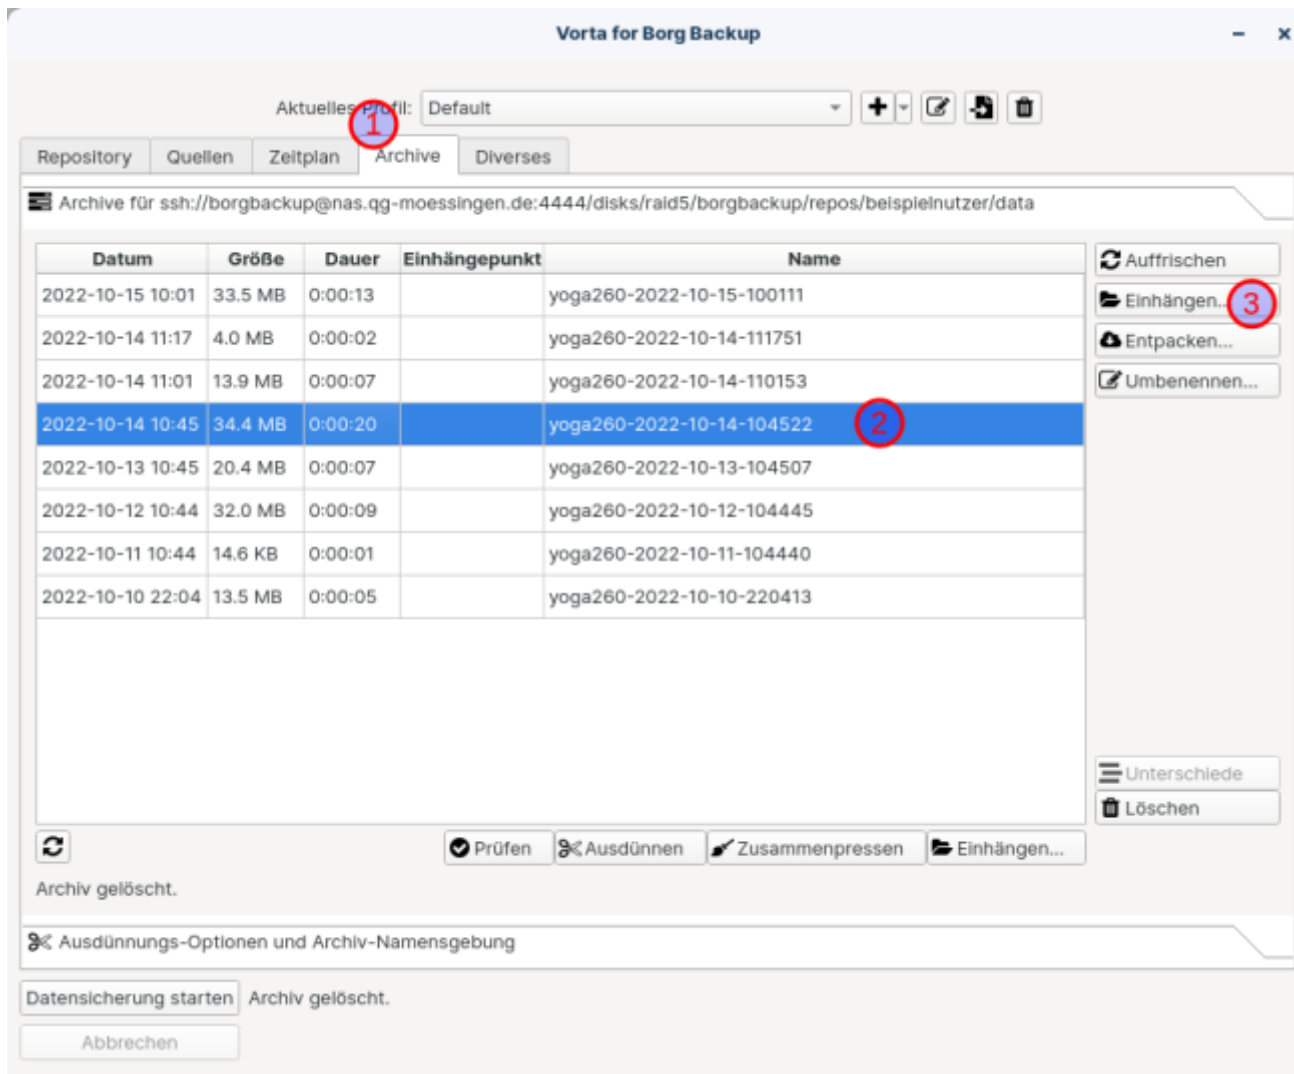 Vorta for Borg Backup
Aktuelles Profil: Default
1
Repository Quellen Zeitplan Archive Diverses
Archive für ssh://borgbackup@nas.qg-moessingen.de:4444/disks/raid5/borgbackup/repos/beispielnutzer/data
Datum Größe Dauer Einhängepunkt Name
2022-10-15 10:01 33.5 MB 0:00:13 yoga260-2022-10-15-100111
2022-10-14 11:17 4.0 MB 0:00:02 yoga260-2022-10-14-111751
2022-10-14 11:01 13.9 MB 0:00:07 yoga260-2022-10-14-110153
2022-10-14 10:45 34.4 MB 0:00:20 yoga260-2022-10-14-104522 2
2022-10-13 10:45 20.4 MB 0:00:07 yoga260-2022-10-13-104507
2022-10-12 10:44 32.0 MB 0:00:09 yoga260-2022-10-12-104445
2022-10-11 10:44 14.6 KB 0:00:01 yoga260-2022-10-11-104440
2022-10-10 22:04 13.5 MB 0:00:05 yoga260-2022-10-10-220413
Auffrischen
Einhängen... 3
Entpacken...
Umbenennen...
Unterschiede
Löschen
Prüfen Ausdünnen Zusammenpressen Einhängen...
Archiv gelöscht.
Ausdünnungs-Optionen und Archiv-Namensgebung
Datensicherung starten Archiv gelöscht.
Abbrechen